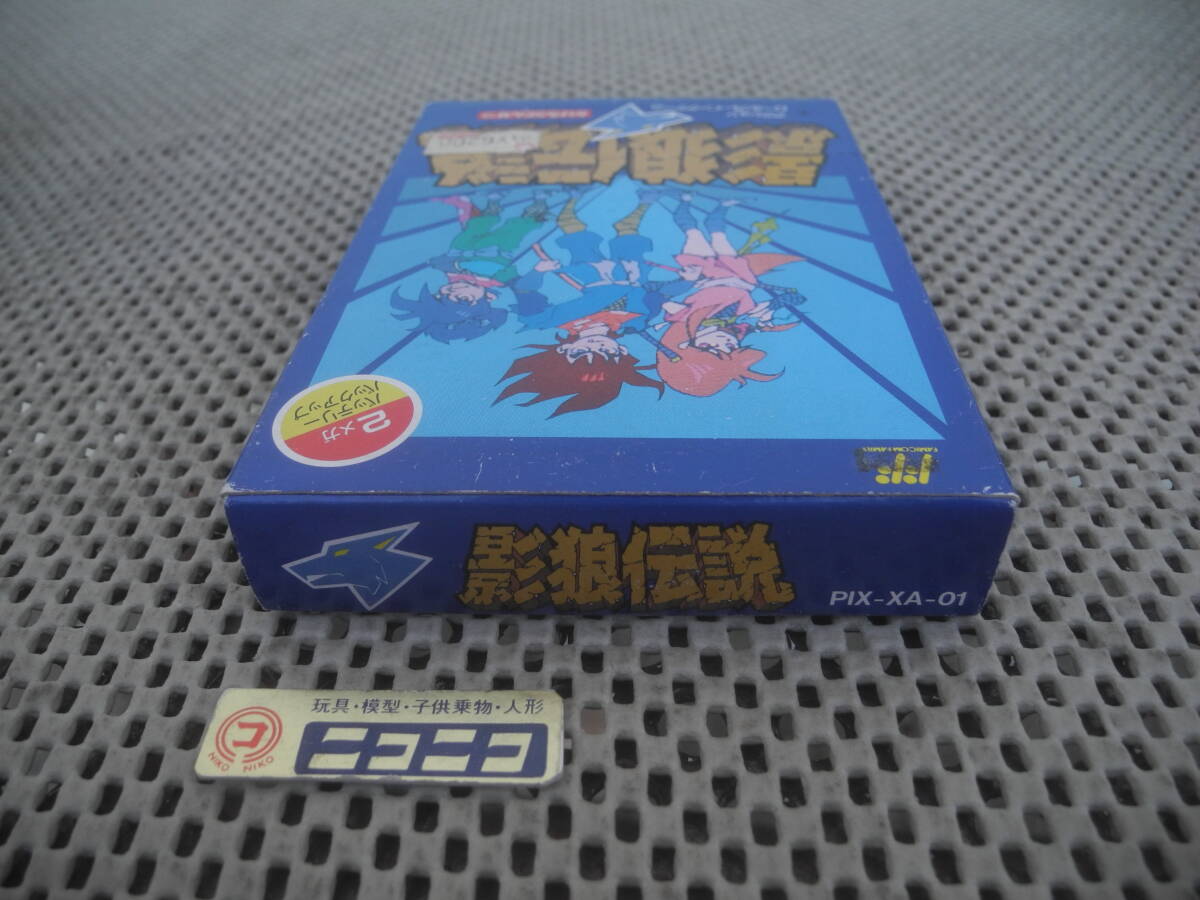 影狼伝説
2メガ
バッテリー
バックアップ
影狼伝説
PIX-XA-01
玩具・模型・子供乗物・人形
ニコニコ
コ
NIKO NIKO